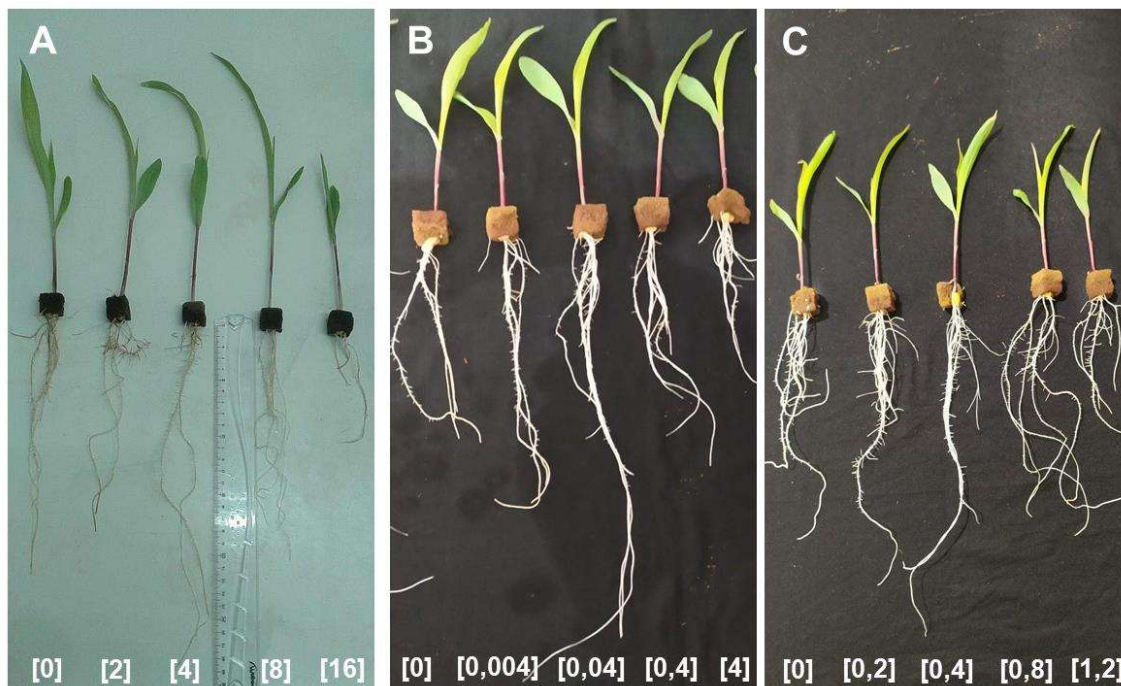 A
B
C
[0] [2] [4] [8] [16]
[0] [0,004] [0,04] [0,4] [4]
[0] [0,2] [0,4] [0,8] [1,2]